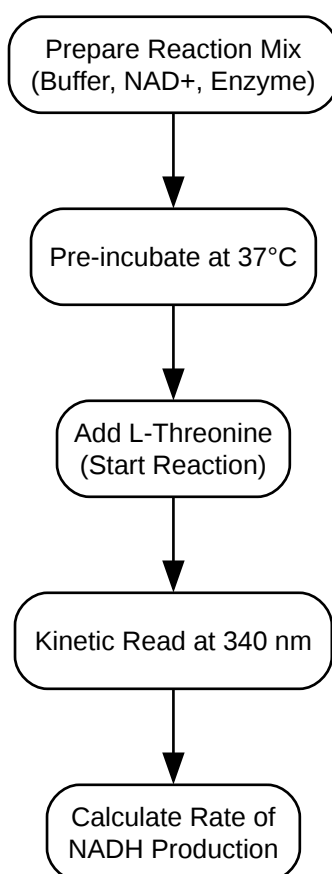 Prepare Reaction Mix
(Buffer, NAD+, Enzyme)
Pre-incubate at 37°C
Add L-Threonine
(Start Reaction)
Kinetic Read at 340 nm
Calculate Rate of
NADH Production